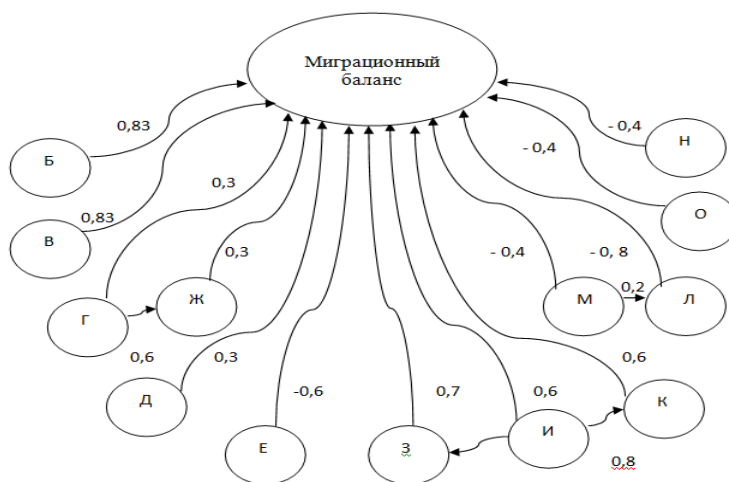 Миграционный
баланс
0,83
- 0,4
Н
- 0,4
Б
0,3
О
0,83
В
0,3
- 0,4
- 0, 8
Ж
М
0,2
Л
Г
0,6
0,3
0,6
Д
-0,6
0,7
0,6
К
Е
З
И
0,8